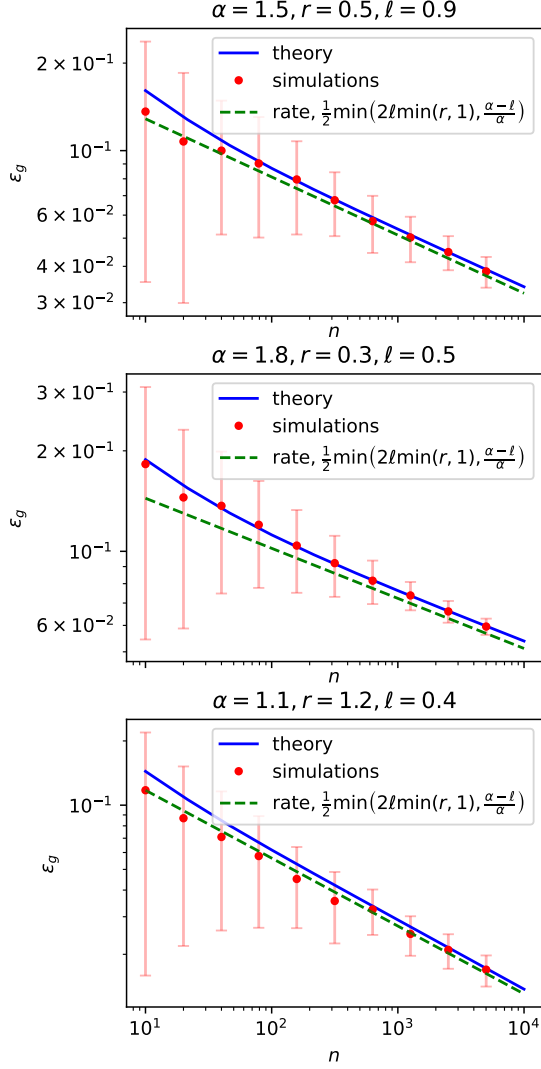 α = 1.5, r = 0.5, ℓ = 0.9
theory
simulations
rate, ½min(2ℓmin(r, 1), (α−ℓ)/α)
2 × 10⁻¹
10⁻¹
6 × 10⁻²
4 × 10⁻²
3 × 10⁻²
ε_g
n
α = 1.8, r = 0.3, ℓ = 0.5
theory
simulations
rate, ½min(2ℓmin(r, 1), (α−ℓ)/α)
3 × 10⁻¹
2 × 10⁻¹
10⁻¹
6 × 10⁻²
ε_g
n
α = 1.1, r = 1.2, ℓ = 0.4
theory
simulations
rate, ½min(2ℓmin(r, 1), (α−ℓ)/α)
10⁻¹
ε_g
10¹ 10² 10³ 10⁴
n